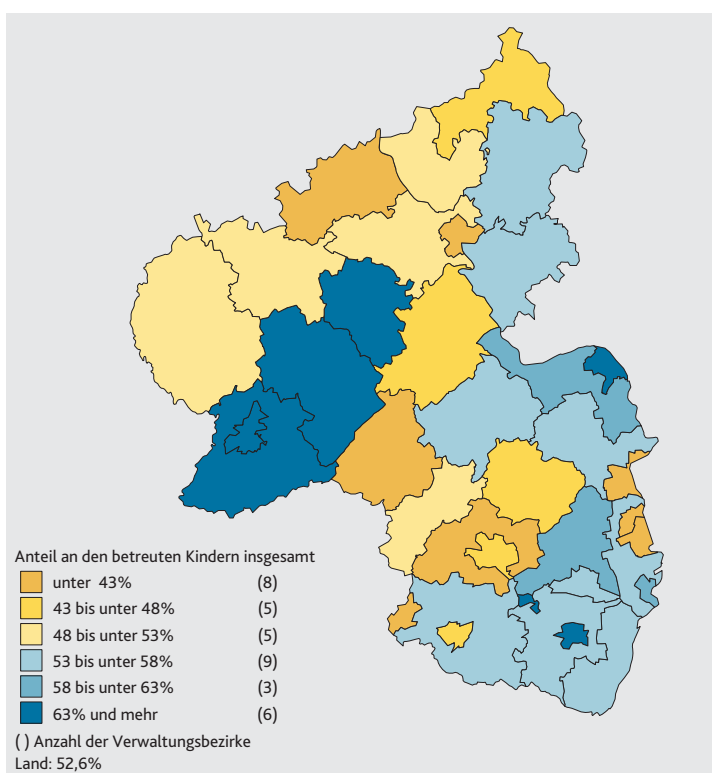 Anteil an den betreuten Kindern insgesamt
unter 43% (8)
43 bis unter 48% (5)
48 bis unter 53% (5)
53 bis unter 58% (9)
58 bis unter 63% (3)
63% und mehr (6)
( ) Anzahl der Verwaltungsbezirke
Land: 52,6%